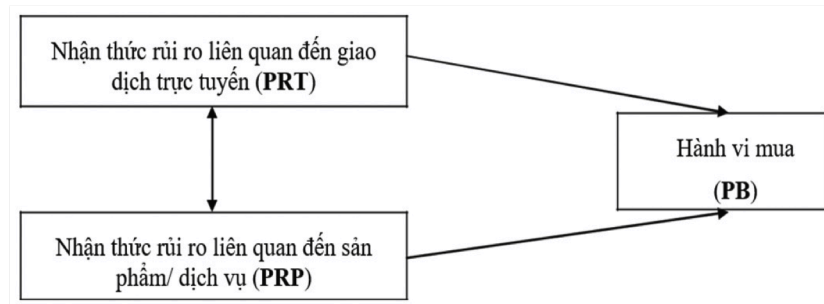 Nhận thức rủi ro liên quan đến giao
dịch trực tuyến (PRT)
Hành vi mua
(PB)
Nhận thức rủi ro liên quan đến sản
phẩm/ dịch vụ (PRP)